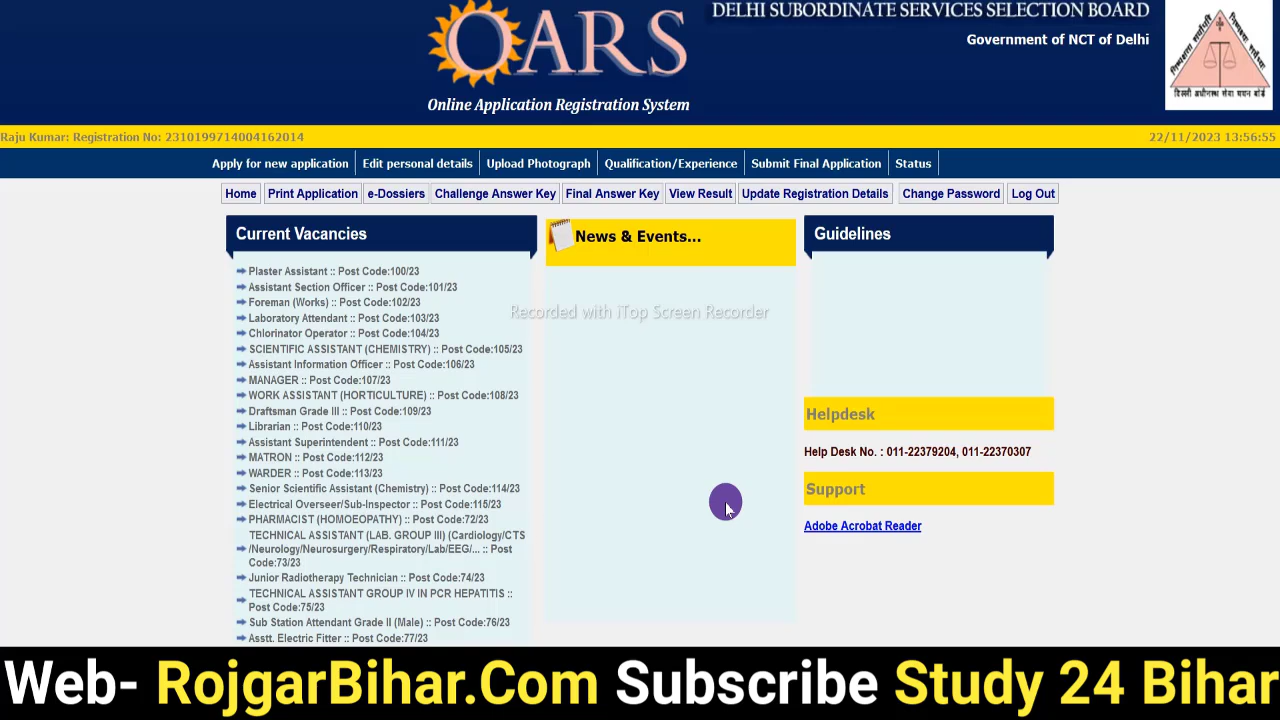 DELHI SUBORDINATE SERVICES SELECTION BOARD
Government of NCT of Delhi
OARS
Online Application Registration System
दिल्ली अधीनस्थ सेवा चयन बोर्ड
Raju Kumar: Registration No: 2310199714004162014
22/11/2023 13:56:55
Apply for new application
Edit personal details
Upload Photograph
Qualification/Experience
Submit Final Application
Status
Home
Print Application
e-Dossiers
Challenge Answer Key
Final Answer Key
View Result
Update Registration Details
Change Password
Log Out
Current Vacancies
Plaster Assistant :: Post Code:100/23
Assistant Section Officer :: Post Code:101/23
Foreman (Works) :: Post Code:102/23
Laboratory Attendant :: Post Code:103/23
Chlorinator Operator :: Post Code:104/23
SCIENTIFIC ASSISTANT (CHEMISTRY) :: Post Code:105/23
Assistant Information Officer :: Post Code:106/23
MANAGER :: Post Code:107/23
WORK ASSISTANT (HORTICULTURE) :: Post Code:108/23
Draftsman Grade III :: Post Code:109/23
Librarian :: Post Code:110/23
Assistant Superintendent :: Post Code:111/23
MATRON :: Post Code:112/23
WARDER :: Post Code:113/23
Senior Scientific Assistant (Chemistry) :: Post Code:114/23
Electrical Overseer/Sub-Inspector :: Post Code:115/23
PHARMACIST (HOMOEOPATHY) :: Post Code:72/23
TECHNICAL ASSISTANT (LAB. GROUP III) (Cardiology/CTS
/Neurology/Neurosurgery/Respiratory/Lab/EEG/... :: Post
Code:73/23
Junior Radiotherapy Technician :: Post Code:74/23
TECHNICAL ASSISTANT GROUP IV IN PCR HEPATITIS ::
Post Code:75/23
Sub Station Attendant Grade II (Male) :: Post Code:76/23
Asstt. Electric Fitter :: Post Code:77/23
News & Events...
Recorded with iTop Screen Recorder
Guidelines
Helpdesk
Help Desk No. : 011-22379204, 011-22370307
Support
Adobe Acrobat Reader
Web- RojgarBihar.Com Subscribe Study 24 Bihar